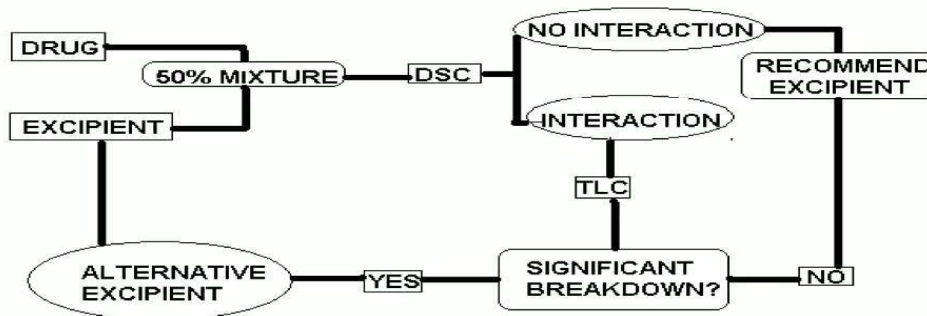 DRUG
50% MIXTURE
EXCIPIENT
DSC
NO INTERACTION
INTERACTION
RECOMMEND
EXCIPIENT
TLC
SIGNIFICANT
BREAKDOWN?
NO
YES
ALTERNATIVE
EXCIPIENT